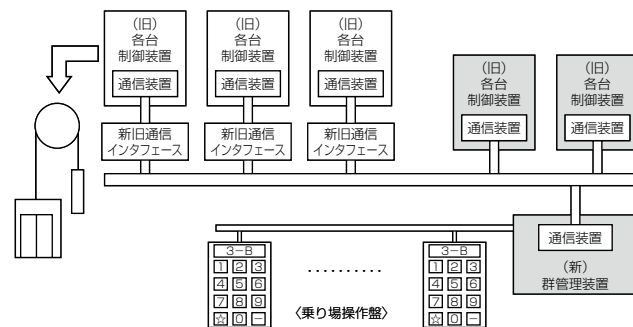 (旧)
各台
制御装置
通信装置
新旧通信
インタフェース
(旧)
各台
制御装置
通信装置
新旧通信
インタフェース
(旧)
各台
制御装置
通信装置
新旧通信
インタフェース
(旧)
各台
制御装置
通信装置
(旧)
各台
制御装置
通信装置
3−B
1 2 3
4 5 6
7 8 9
☆ 0 −
‥‥‥‥‥
〈乗り場操作盤〉
3−B
1 2 3
4 5 6
7 8 9
☆ 0 −
通信装置
(新)
群管理装置